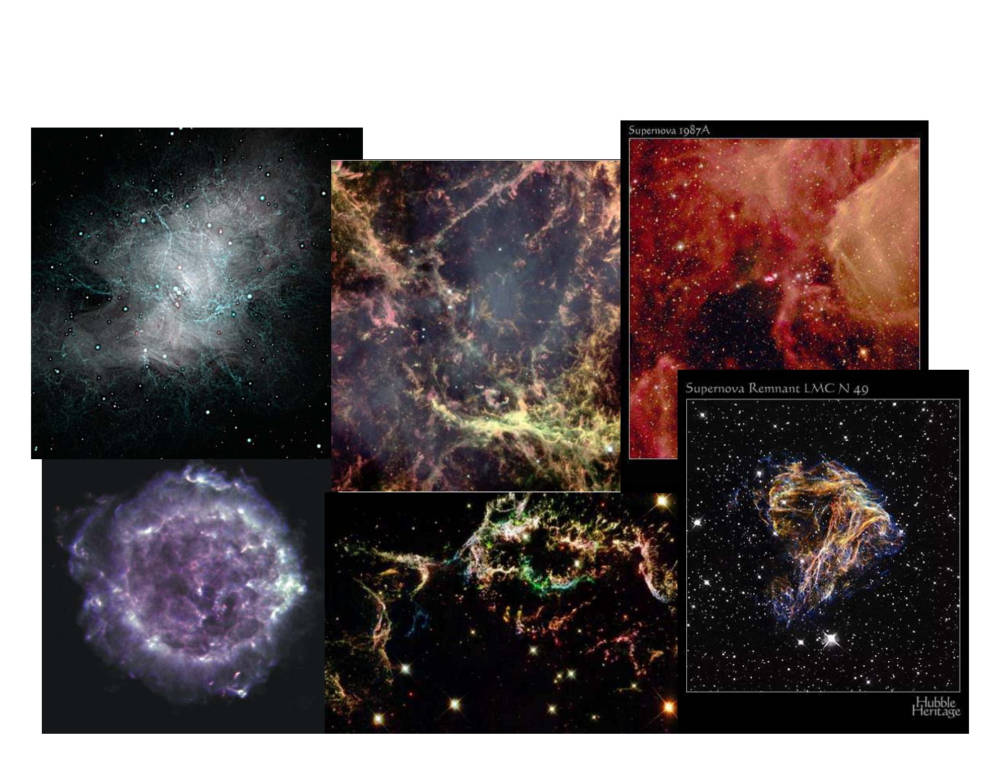 Supernova 1987A
Supernova Remnant LMC N 49
Hubble
Heritage